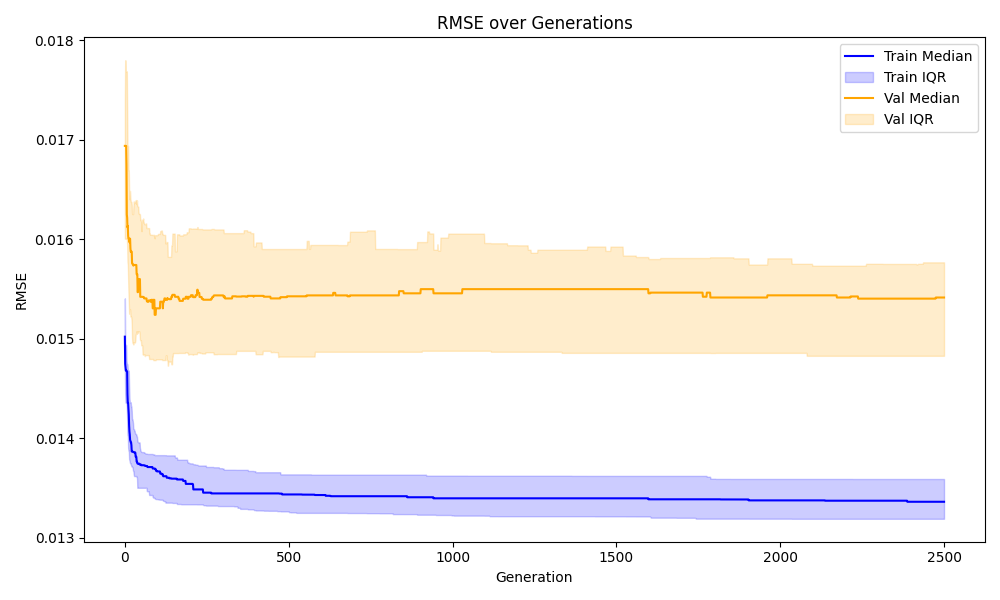 RMSE over Generations
0.018
0.017
0.016
0.015
0.014
0.013
RMSE
0
500
1000
1500
2000
2500
Generation
Train Median
Train IQR
Val Median
Val IQR